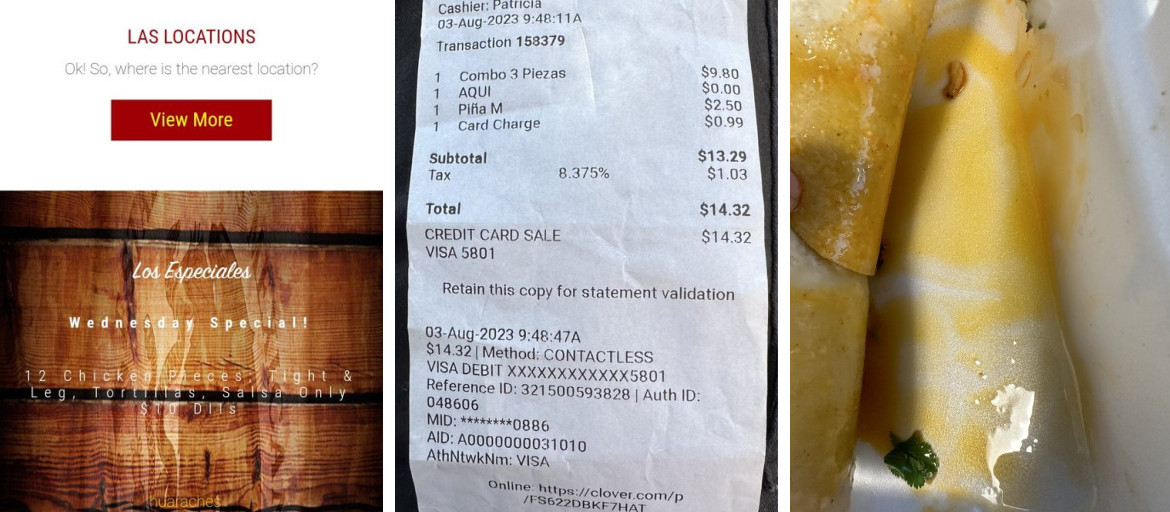 LAS LOCATIONS
Ok! So, where is the nearest location?
View More
Los Especiales
Wednesday Special!
12 Chicken Pieces; Tight &
Leg, Tortillas, Salsa Only
$10 Dlls
huaraches
Cashier: Patricia
03-Aug-2023 9:48:11A
Transaction 158379
1 Combo 3 Piezas $9.80
1 AQUI $0.00
1 Piña M $2.50
1 Card Charge $0.99
Subtotal $13.29
Tax 8.375% $1.03
Total $14.32
CREDIT CARD SALE $14.32
VISA 5801
Retain this copy for statement validation
03-Aug-2023 9:48:47A
$14.32 | Method: CONTACTLESS
VISA DEBIT XXXXXXXXXXXX5801
Reference ID: 321500593828 | Auth ID:
048606
MID: ********0886
AID: A0000000031010
AthNtwkNm: VISA
Online: https://clover.com/p
/FS622DBKF7HAT